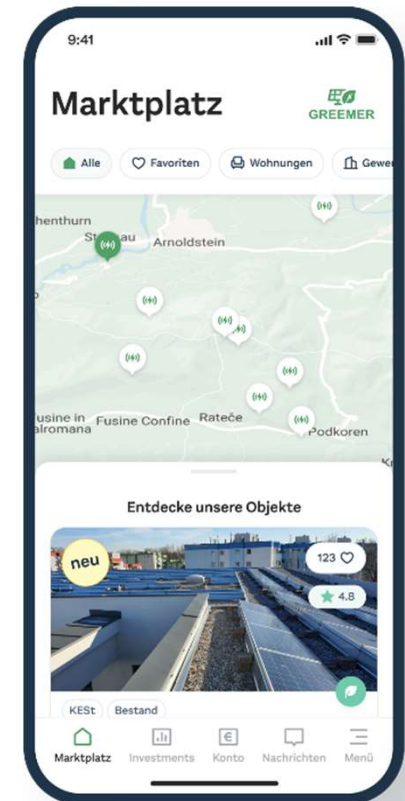 9:41
Marktplatz
GREEMER
Alle Favoriten Wohnungen
Arnoldstein
Fusine Confine Rateče
Podkoren
Entdecke unsere Objekte
neu
123
4.8
KESt Bestand
Marktplatz Investments Konto Nachrichten Menü